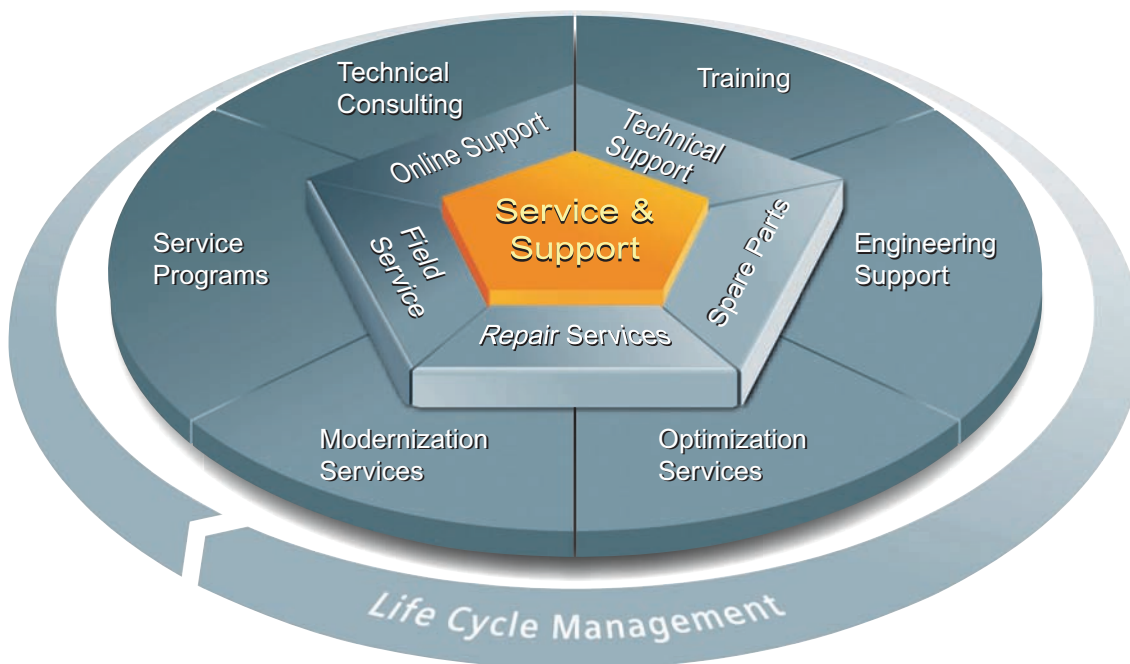 Technical
Consulting
Training
Online Support
Technical
Support
Service &
Support
Field
Service
Spare Parts
Service
Programs
Engineering
Support
Repair Services
Modernization
Services
Optimization
Services
Life Cycle Management